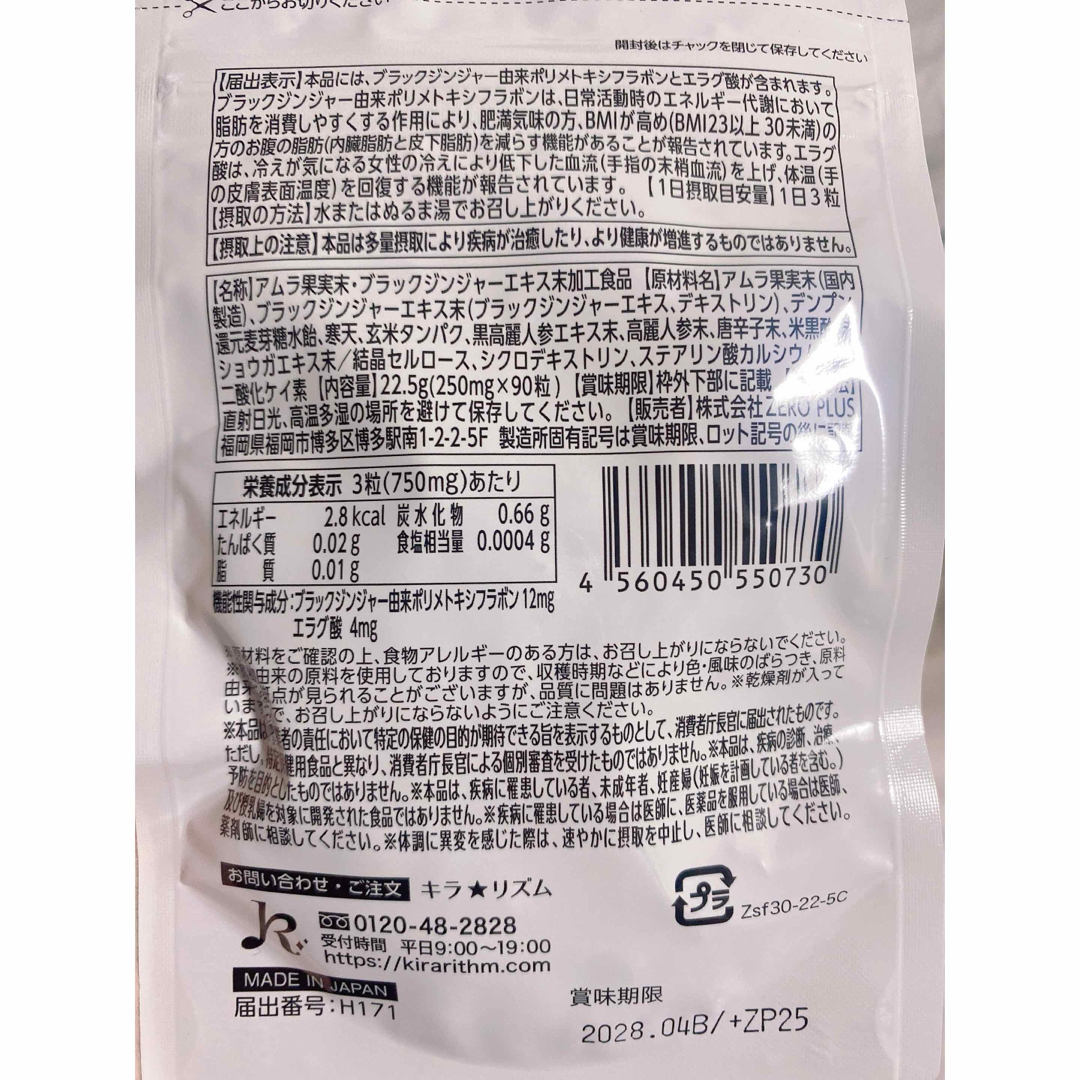 ここからお切りください
開封後はチャックを閉じて保存してください
【届出表示】本品には、ブラックジンジャー由来ポリメトキシフラボンとエラグ酸が含まれます。
ブラックジンジャー由来ポリメトキシフラボンは、日常活動時のエネルギー代謝において
脂肪を消費しやすくする作用により、肥満気味の方、BMIが高め(BMI23以上30未満)の
方のお腹の脂肪(内臓脂肪と皮下脂肪)を減らす機能があることが報告されています。エラグ
酸は、冷えが気になる女性の冷えにより低下した血流(手指の末梢血流)を上げ、体温(手
の皮膚表面温度)を回復する機能が報告されています。【1日摂取目安量】1日3粒
【摂取の方法】水またはぬるま湯でお召し上がりください。
【摂取上の注意】本品は多量摂取により疾病が治癒したり、より健康が増進するものではありません。
【名称】アムラ果実末・ブラックジンジャーエキス末加工食品 【原材料名】アムラ果実末(国内
製造)、ブラックジンジャーエキス末(ブラックジンジャーエキス、デキストリン)、デンプン、
還元麦芽糖水飴、寒天、玄米タンパク、黒高麗人参エキス末、高麗人参末、唐辛子末、米黒酢
ショウガエキス末/結晶セルロース、シクロデキストリン、ステアリン酸カルシウ
二酸化ケイ素 【内容量】22.5g(250mg×90粒) 【賞味期限】枠外下部に記載
直射日光、高温多湿の場所を避けて保存してください。【販売者】株式会社ZERO PLUS
福岡県福岡市博多区博多駅南1-2-2-5F 製造所固有記号は賞味期限、ロット記号の後に記
栄養成分表示 3粒(750mg)あたり
エネルギー 2.8kcal 炭水化物 0.66g
たんぱく質 0.02g 食塩相当量 0.0004g
脂質 0.01g
4 560450 550730
機能性関与成分:ブラックジンジャー由来ポリメトキシフラボン 12mg
エラグ酸 4mg
材料をご確認の上、食物アレルギーのある方は、お召し上がりにならないでください。
※ 由来の原料を使用しておりますので、収穫時期などにより色・風味のばらつき、原料
由来 点が見られることがございますが、品質に問題はありません。※乾燥剤が入って
いま で、お召し上がりにならないようにご注意ください。
※本品は 者の責任において特定の保健の目的が期待できる旨を表示するものとして、消費者庁長官に届出されたものです。
ただし、 健用食品と異なり、消費者庁長官による個別審査を受けたものではありません。※本品は、疾病の診断、治療、
予防を目的としたものではありません。※本品は、疾病に罹患している者、未成年者、妊産婦(妊娠を計画している者を含む。)
及び授乳婦を対象に開発された食品ではありません。※疾病に罹患している場合は医師に、医薬品を服用している場合は医師、
薬剤師に相談してください。※体調に異変を感じた際は、速やかに摂取を中止し、医師に相談してください。
お問い合わせ・ご注文 キラ★リズム
0120-48-2828
受付時間 平日9:00〜19:00
https://kirarithm.com
プラ
Zsf30-22-5C
MADE IN JAPAN
届出番号:H171
賞味期限
2028.04B/+ZP25